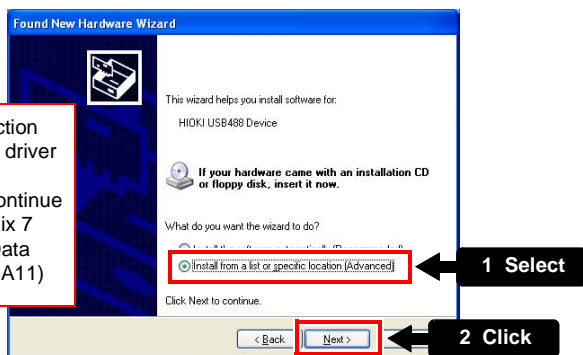 Found New Hardware Wizard
This wizard helps you install software for:
HIOKI USB488 Device
If your hardware came with an installation CD
or floppy disk, insert it now.
ction
driver
ontinue
ix 7
ata
A11)
What do you want the wizard to do?
Install from a list or specific location (Advanced)
1 Select
Click Next to continue.
< Back
Next >
2 Click